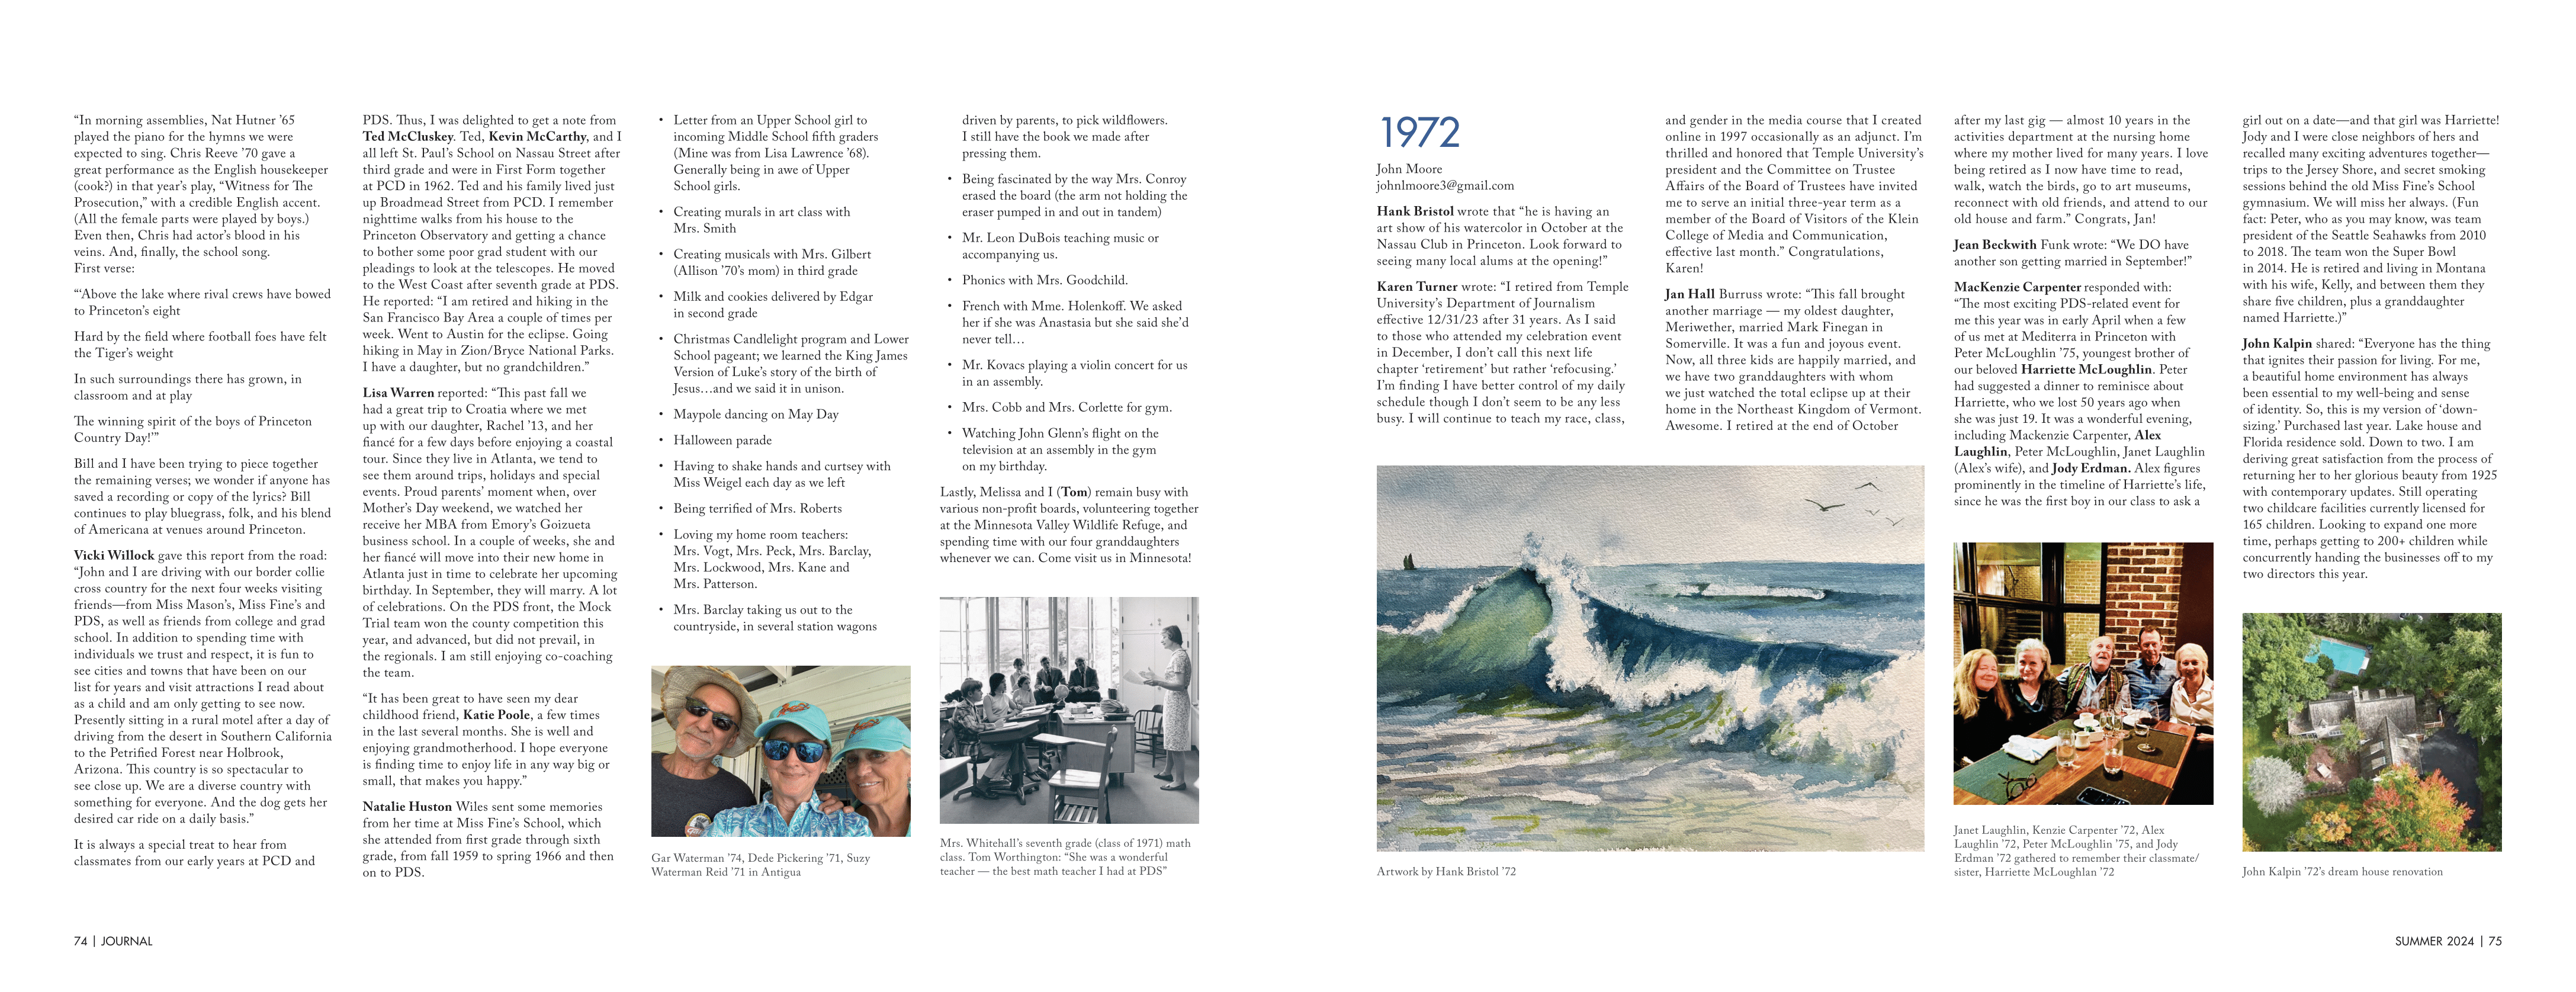 “In morning assemblies, Nat Hutner ’65
played the piano for the hymns we were
expected to sing. Chris Reeve ’70 gave a
great performance as the English housekeeper
(cook?) in that year’s play, “Witness for The
Prosecution,” with a credible English accent.
(All the female parts were played by boys.)
Even then, Chris had actor’s blood in his
veins. And, finally, the school song.
First verse:
“‘Above the lake where rival crews have bowed
to Princeton’s eight
Hard by the field where football foes have felt
the Tiger’s weight
In such surroundings there has grown, in
classroom and at play
The winning spirit of the boys of Princeton
Country Day!’”
Bill and I have been trying to piece together
the remaining verses; we wonder if anyone has
saved a recording or copy of the lyrics? Bill
continues to play bluegrass, folk, and his blend
of Americana at venues around Princeton.
Vicki Willock gave this report from the road:
“John and I are driving with our border collie
cross country for the next four weeks visiting
friends—from Miss Mason’s, Miss Fine’s and
PDS, as well as friends from college and grad
school. In addition to spending time with
individuals we trust and respect, it is fun to
see cities and towns that have been on our
list for years and visit attractions I read about
as a child and am only getting to see now.
Presently sitting in a rural motel after a day of
driving from the desert in Southern California
to the Petrified Forest near Holbrook,
Arizona. This country is so spectacular to
see close up. We are a diverse country with
something for everyone. And the dog gets her
desired car ride on a daily basis.”
It is always a special treat to hear from
classmates from our early years at PCD and
PDS. Thus, I was delighted to get a note from
Ted McCluskey. Ted, Kevin McCarthy, and I
all left St. Paul’s School on Nassau Street after
third grade and were in First Form together
at PCD in 1962. Ted and his family lived just
up Broadmead Street from PCD. I remember
nighttime walks from his house to the
Princeton Observatory and getting a chance
to bother some poor grad student with our
pleadings to look at the telescopes. He moved
to the West Coast after seventh grade at PDS.
He reported: “I am retired and hiking in the
San Francisco Bay Area a couple of times per
week. Went to Austin for the eclipse. Going
hiking in May in Zion/Bryce National Parks.
I have a daughter, but no grandchildren.”
Lisa Warren reported: “This past fall we
had a great trip to Croatia where we met
up with our daughter, Rachel ’13, and her
fiancé for a few days before enjoying a coastal
tour. Since they live in Atlanta, we tend to
see them around trips, holidays and special
events. Proud parents’ moment when, over
Mother’s Day weekend, we watched her
receive her MBA from Emory’s Goizueta
business school. In a couple of weeks, she and
her fiancé will move into their new home in
Atlanta just in time to celebrate her upcoming
birthday. In September, they will marry. A lot
of celebrations. On the PDS front, the Mock
Trial team won the county competition this
year, and advanced, but did not prevail, in
the regionals. I am still enjoying co-coaching
the team.
“It has been great to have seen my dear
childhood friend, Katie Poole, a few times
in the last several months. She is well and
enjoying grandmotherhood. I hope everyone
is finding time to enjoy life in any way big or
small, that makes you happy.”
Natalie Huston Wiles sent some memories
from her time at Miss Fine’s School, which
she attended from first grade through sixth
grade, from fall 1959 to spring 1966 and then
on to PDS.
• Letter from an Upper School girl to
incoming Middle School fifth graders
(Mine was from Lisa Lawrence ’68).
Generally being in awe of Upper
School girls.
• Creating murals in art class with
Mrs. Smith
• Creating musicals with Mrs. Gilbert
(Allison ’70’s mom) in third grade
• Milk and cookies delivered by Edgar
in second grade
• Christmas Candlelight program and Lower
School pageant; we learned the King James
Version of Luke’s story of the birth of
Jesus…and we said it in unison.
• Maypole dancing on May Day
• Halloween parade
• Having to shake hands and curtsey with
Miss Weigel each day as we left
• Being terrified of Mrs. Roberts
• Loving my home room teachers:
Mrs. Vogt, Mrs. Peck, Mrs. Barclay,
Mrs. Lockwood, Mrs. Kane and
Mrs. Patterson.
• Mrs. Barclay taking us out to the
countryside, in several station wagons
Gar Waterman ’74, Dede Pickering ’71, Suzy
Waterman Reid ’71 in Antigua
driven by parents, to pick wildflowers.
I still have the book we made after
pressing them.
• Being fascinated by the way Mrs. Conroy
erased the board (the arm not holding the
eraser pumped in and out in tandem)
• Mr. Leon DuBois teaching music or
accompanying us.
• Phonics with Mrs. Goodchild.
• French with Mme. Holenkoff. We asked
her if she was Anastasia but she said she’d
never tell…
• Mr. Kovacs playing a violin concert for us
in an assembly.
• Mrs. Cobb and Mrs. Corlette for gym.
• Watching John Glenn’s flight on the
television at an assembly in the gym
on my birthday.
Lastly, Melissa and I (Tom) remain busy with
various non-profit boards, volunteering together
at the Minnesota Valley Wildlife Refuge, and
spending time with our four granddaughters
whenever we can. Come visit us in Minnesota!
Mrs. Whitehall’s seventh grade (class of 1971) math
class. Tom Worthington: “She was a wonderful
teacher — the best math teacher I had at PDS”
74 | JOURNAL
1972
John Moore
johnlmoore3@gmail.com
Hank Bristol wrote that “he is having an
art show of his watercolor in October at the
Nassau Club in Princeton. Look forward to
seeing many local alums at the opening!”
Karen Turner wrote: “I retired from Temple
University’s Department of Journalism
effective 12/31/23 after 31 years. As I said
to those who attended my celebration event
in December, I don’t call this next life
chapter ‘retirement’ but rather ‘refocusing.’
I’m finding I have better control of my daily
schedule though I don’t seem to be any less
busy. I will continue to teach my race, class,
and gender in the media course that I created
online in 1997 occasionally as an adjunct. I’m
thrilled and honored that Temple University’s
president and the Committee on Trustee
Affairs of the Board of Trustees have invited
me to serve an initial three-year term as a
member of the Board of Visitors of the Klein
College of Media and Communication,
effective last month.” Congratulations,
Karen!
Jan Hall Burruss wrote: “This fall brought
another marriage — my oldest daughter,
Meriwether, married Mark Finegan in
Somerville. It was a fun and joyous event.
Now, all three kids are happily married, and
we have two granddaughters with whom
we just watched the total eclipse up at their
home in the Northeast Kingdom of Vermont.
Awesome. I retired at the end of October
Artwork by Hank Bristol ’72
after my last gig — almost 10 years in the
activities department at the nursing home
where my mother lived for many years. I love
being retired as I now have time to read,
walk, watch the birds, go to art museums,
reconnect with old friends, and attend to our
old house and farm.” Congrats, Jan!
Jean Beckwith Funk wrote: “We DO have
another son getting married in September!”
MacKenzie Carpenter responded with:
“The most exciting PDS-related event for
me this year was in early April when a few
of us met at Mediterra in Princeton with
Peter McLoughlin ’75, youngest brother of
our beloved Harriette McLoughlin. Peter
had suggested a dinner to reminisce about
Harriette, who we lost 50 years ago when
she was just 19. It was a wonderful evening,
including Mackenzie Carpenter, Alex
Laughlin, Peter McLoughlin, Janet Laughlin
(Alex’s wife), and Jody Erdman. Alex figures
prominently in the timeline of Harriette’s life,
since he was the first boy in our class to ask a
Janet Laughlin, Kenzie Carpenter ’72, Alex
Laughlin ’72, Peter McLoughlin ’75, and Jody
Erdman ’72 gathered to remember their classmate/
sister, Harriette McLoughlan ’72
girl out on a date—and that girl was Harriette!
Jody and I were close neighbors of hers and
recalled many exciting adventures together—
trips to the Jersey Shore, and secret smoking
sessions behind the old Miss Fine’s School
gymnasium. We will miss her always. (Fun
fact: Peter, who as you may know, was team
president of the Seattle Seahawks from 2010
to 2018. The team won the Super Bowl
in 2014. He is retired and living in Montana
with his wife, Kelly, and between them they
share five children, plus a granddaughter
named Harriette.)”
John Kalpin shared: “Everyone has the thing
that ignites their passion for living. For me,
a beautiful home environment has always
been essential to my well-being and sense
of identity. So, this is my version of ‘down-
sizing.’ Purchased last year. Lake house and
Florida residence sold. Down to two. I am
deriving great satisfaction from the process of
returning her to her glorious beauty from 1925
with contemporary updates. Still operating
two childcare facilities currently licensed for
165 children. Looking to expand one more
time, perhaps getting to 200+ children while
concurrently handing the businesses off to my
two directors this year.
John Kalpin ’72’s dream house renovation
SUMMER 2024 | 75